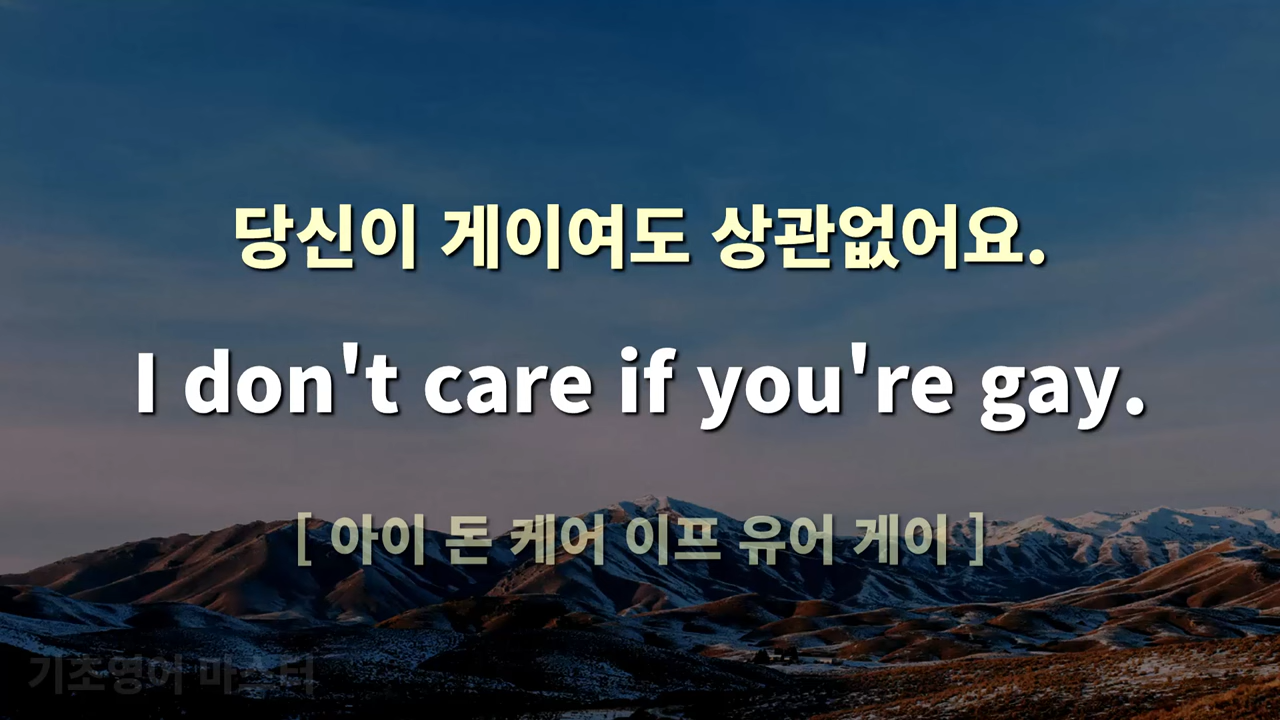 당신이 게이여도 상관없어요.
I don't care if you're gay.
[ 아이 돈 케어 이프 유어 게이 ]
기초영어 마스터